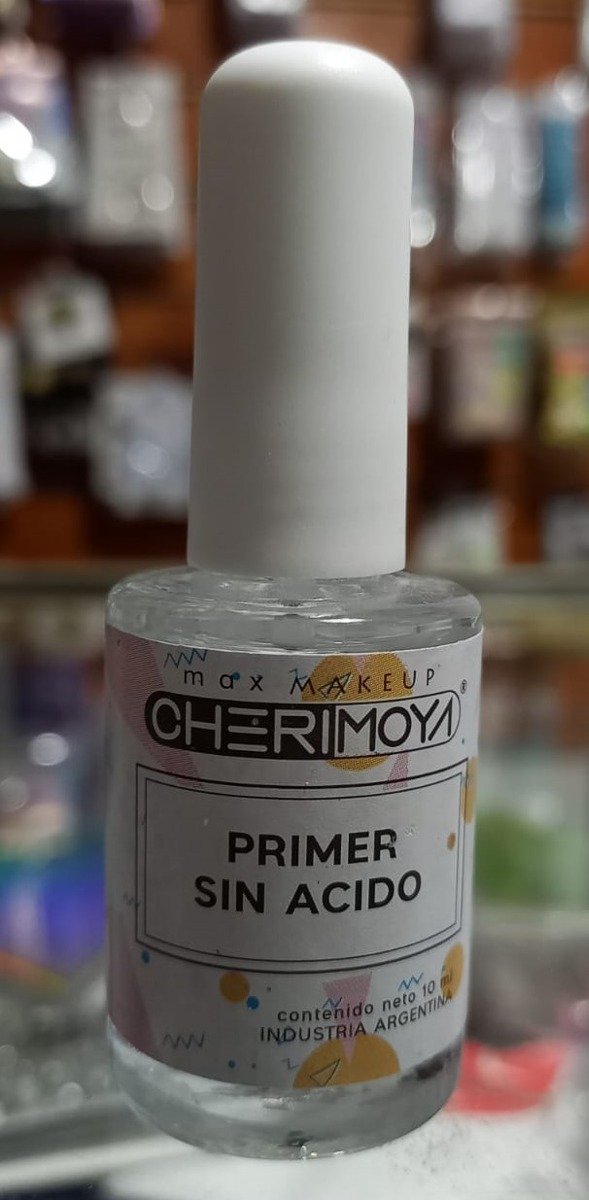 max MAKEUP
CHERIMOYA®
PRIMER
SIN ACIDO
contenido neto 10 ml
INDUSTRIA ARGENTINA